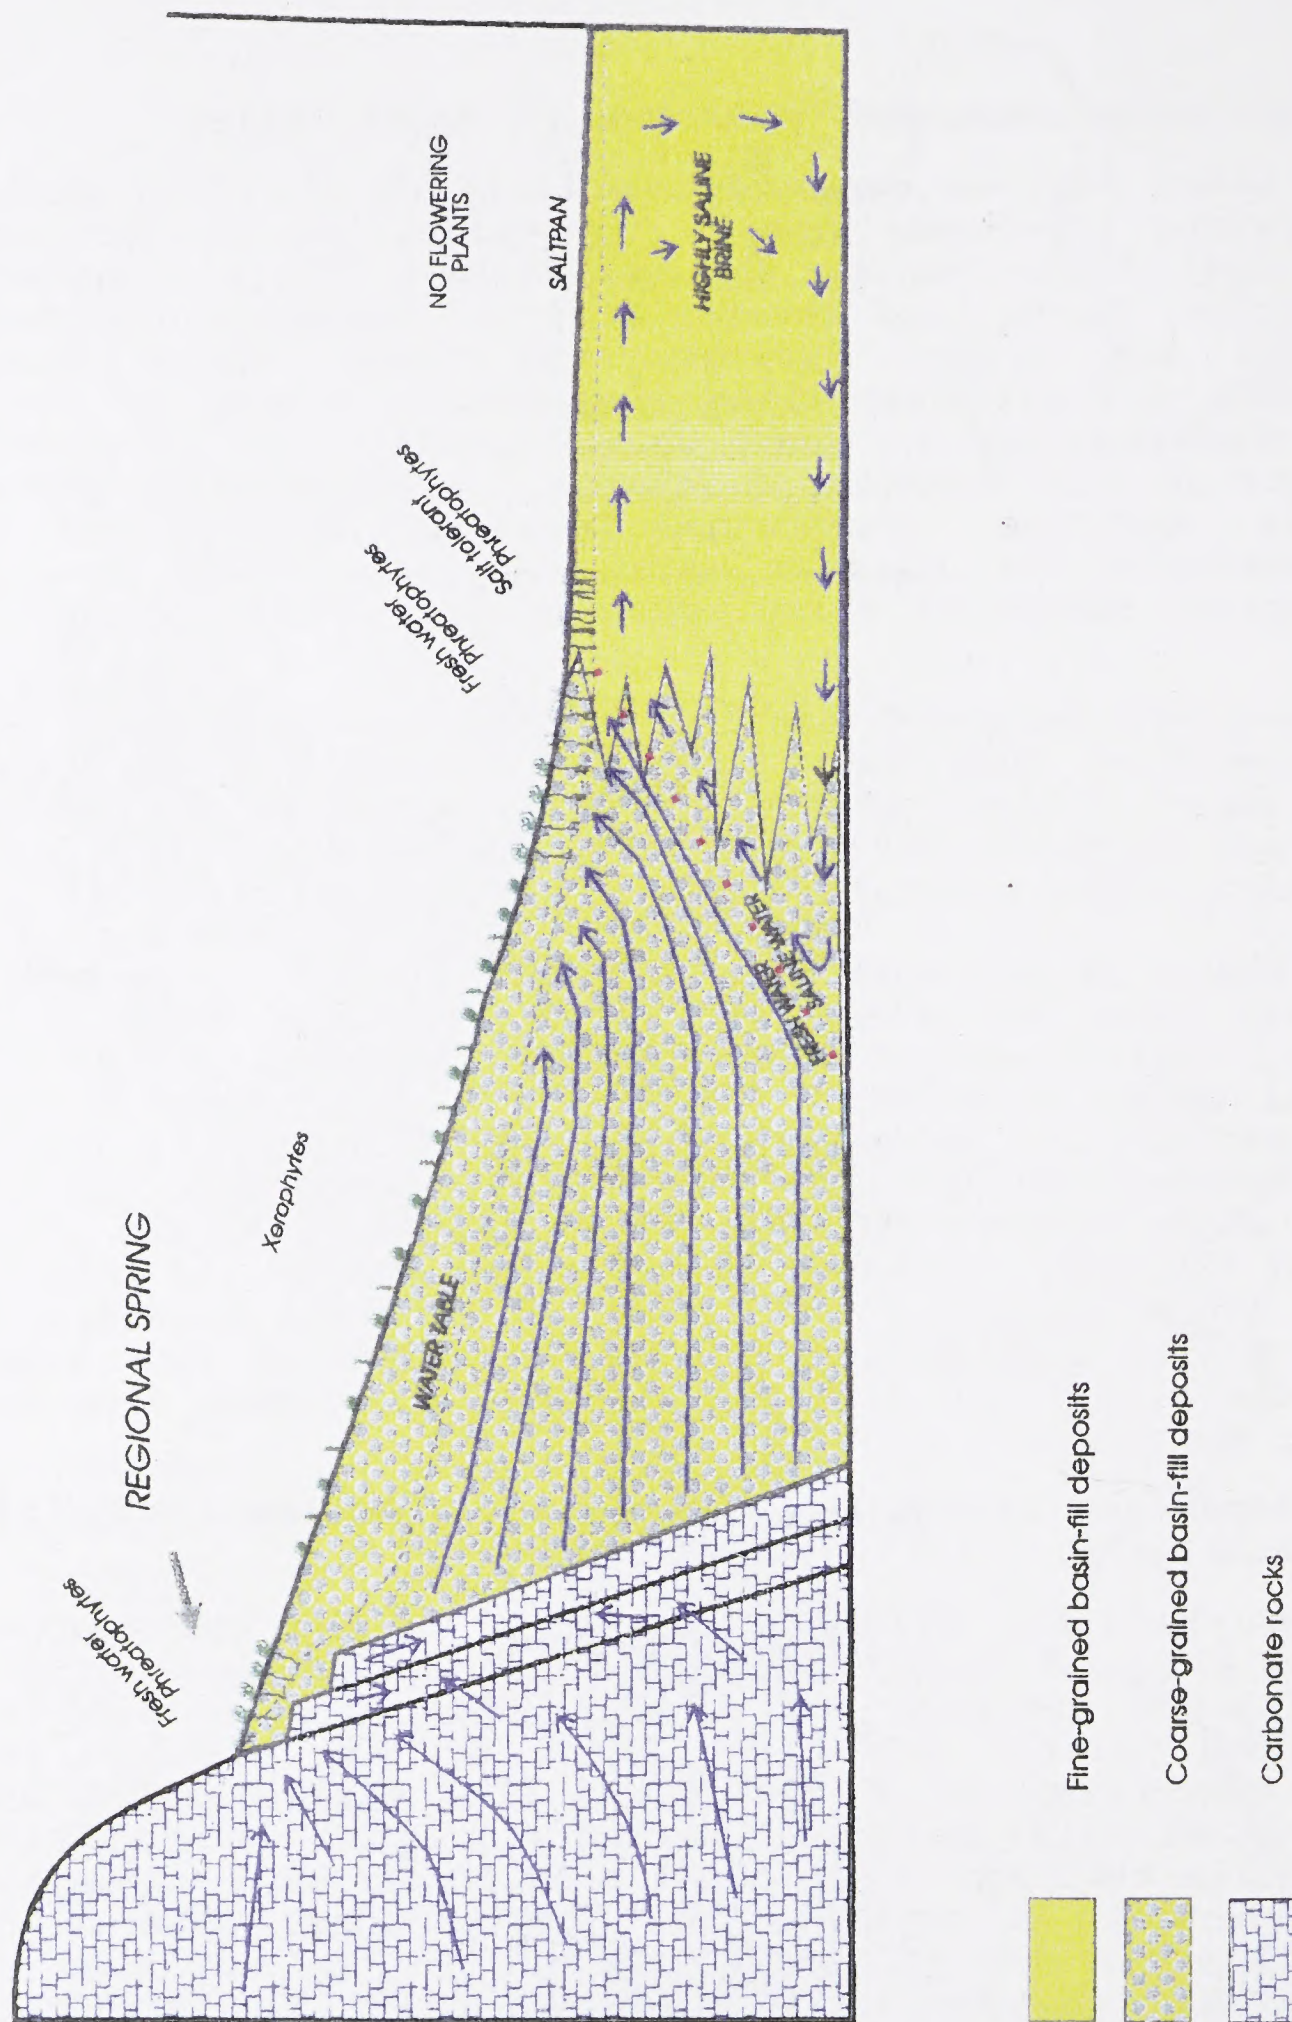 REGIONAL SPRING
Fresh water
Phreatophytes
Xerophytes
Fresh water
Phreatophytes
Salt tolerant
Phreatophytes
NO FLOWERING
PLANTS
SALTPAN
WATER TABLE
FRESH WATER
SALINE WATER
HIGHLY SALINE
BRINE
Fine-grained basin-fill deposits
Coarse-grained basin-fill deposits
Carbonate rocks